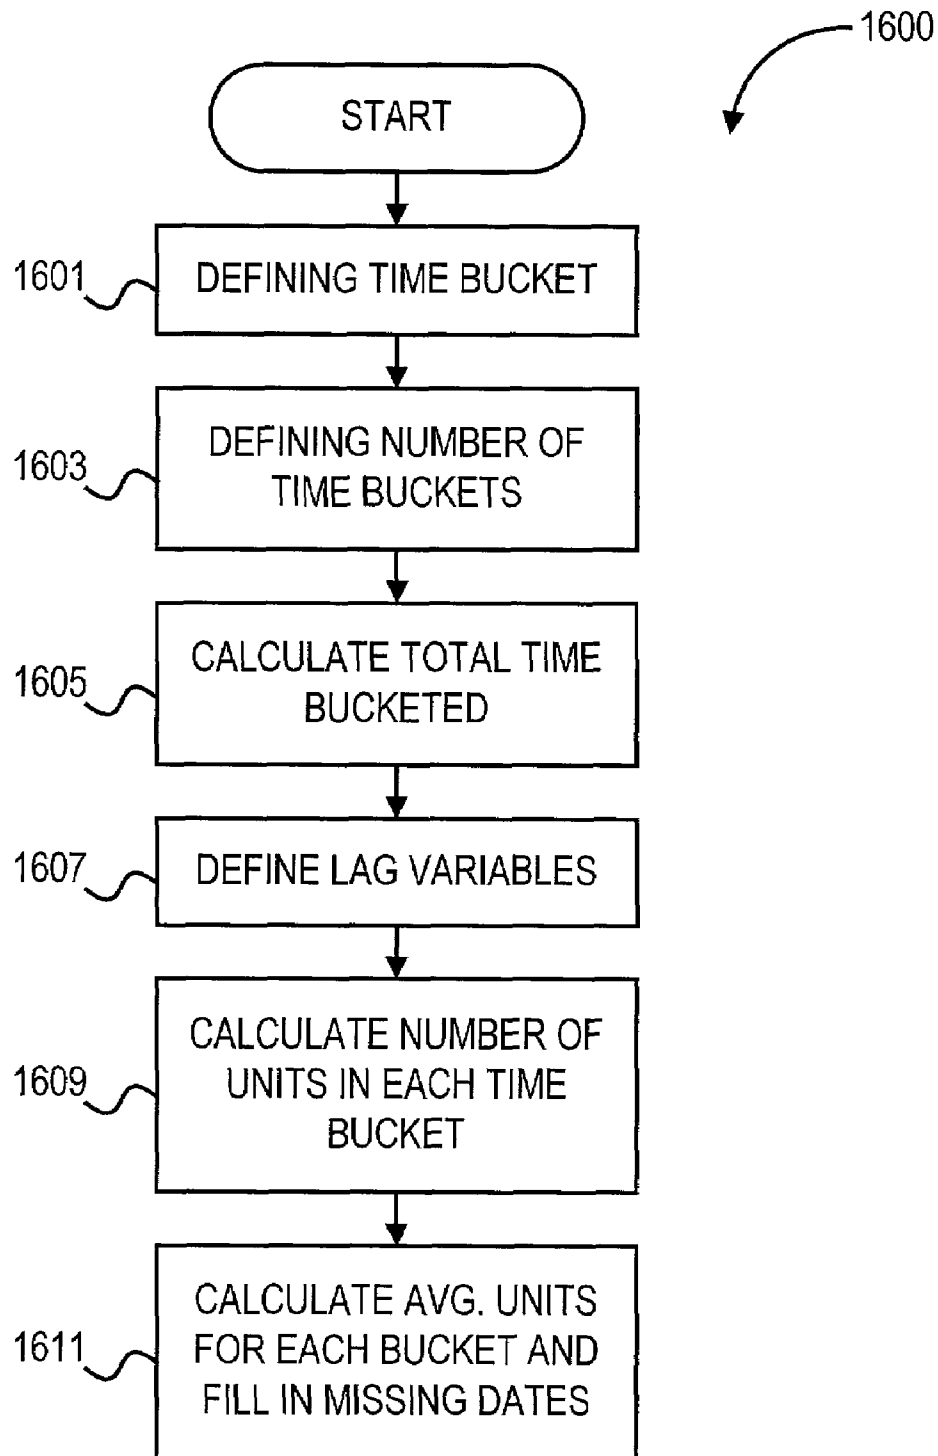 1600
START
1601
DEFINING TIME BUCKET
1603
DEFINING NUMBER OF
TIME BUCKETS
1605
CALCULATE TOTAL TIME
BUCKETED
1607
DEFINE LAG VARIABLES
1609
CALCULATE NUMBER OF
UNITS IN EACH TIME
BUCKET
1611
CALCULATE AVG. UNITS
FOR EACH BUCKET AND
FILL IN MISSING DATES